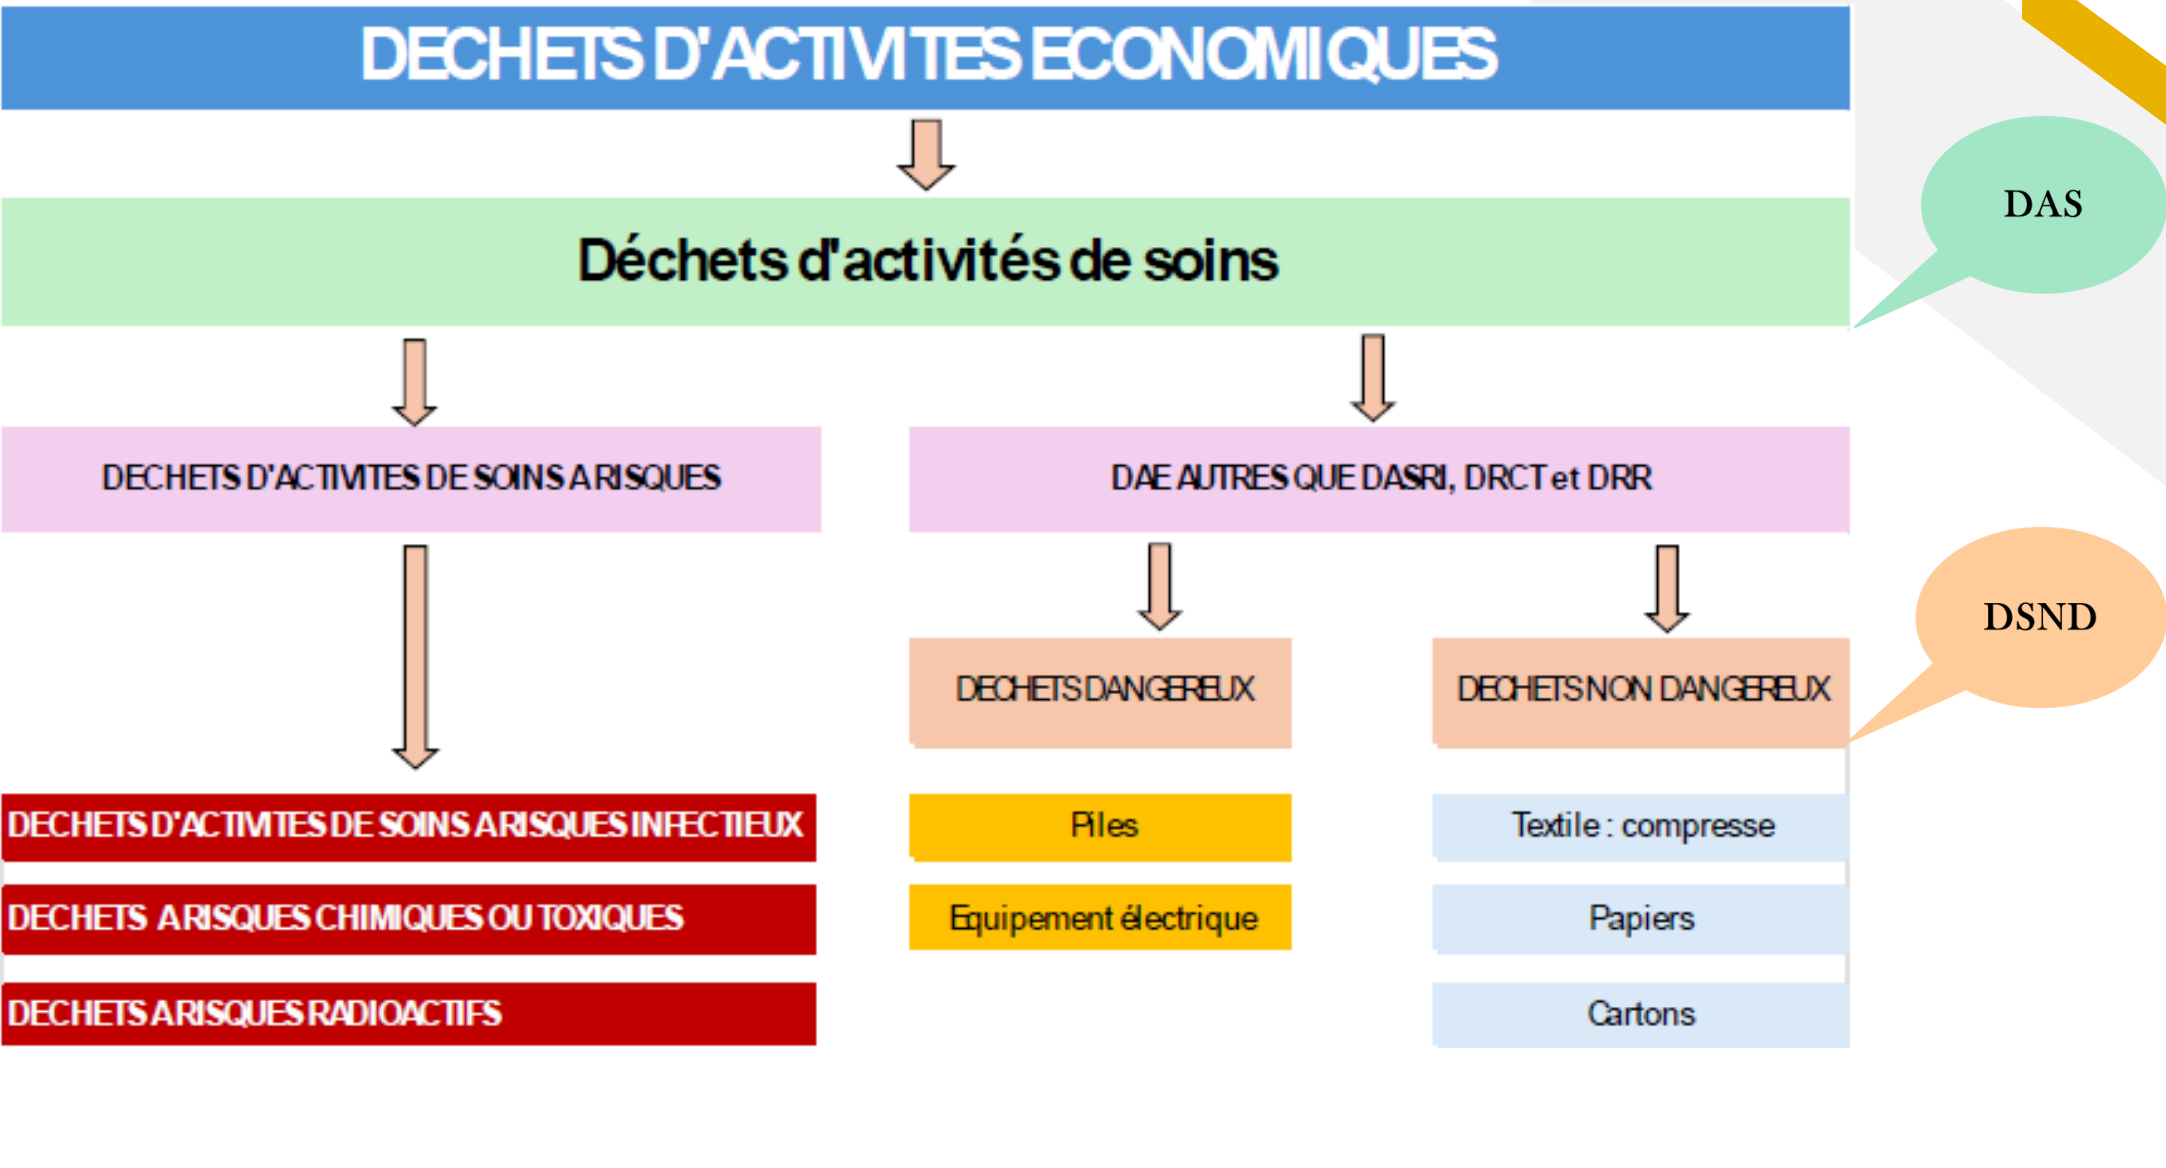 DECHETS D'ACTIVITES ECONOMIQUES
DAS
Déchets d'activités de soins
DECHETS D'ACTIVITES DE SOINS A RISQUES
DAE AUTRES QUE DASRI, DRCT et DRR
DSND
DECHETS DANGEREUX
DECHETS NON DANGEREUX
DECHETS D'ACTIVITES DE SOINS A RISQUES INFECTIEUX
Piles
Textile : compresse
DECHETS A RISQUES CHIMIQUES OU TOXIQUES
Equipement électrique
Papiers
DECHETS A RISQUES RADIOACTIFS
Cartons